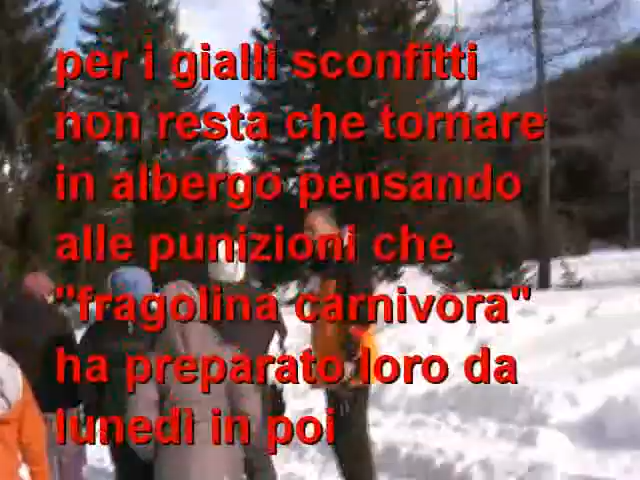 per i gialli sconfitti
non resta che tornare
in albergo pensando
alle punizioni che
"fragolina carnivora"
ha preparato loro da
lunedì in poi